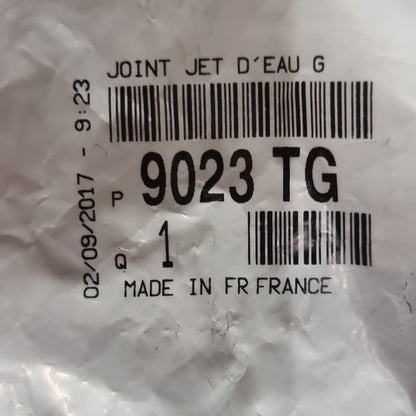 JOINT JET D'EAU G
P 9023 TG
Q 1
MADE IN FR FRANCE
02/09/2017 - 9:23